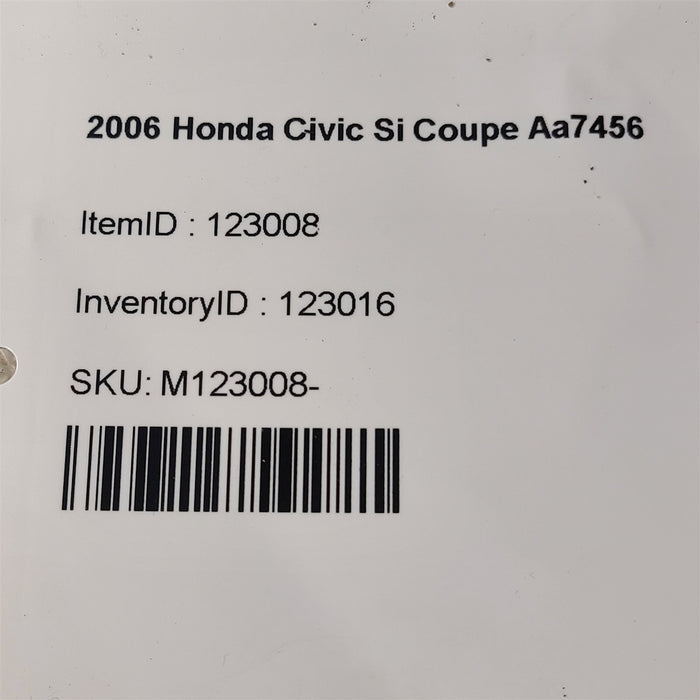 2006 Honda Civic Si Coupe Aa7456
ItemID : 123008
InventoryID : 123016
SKU: M123008-